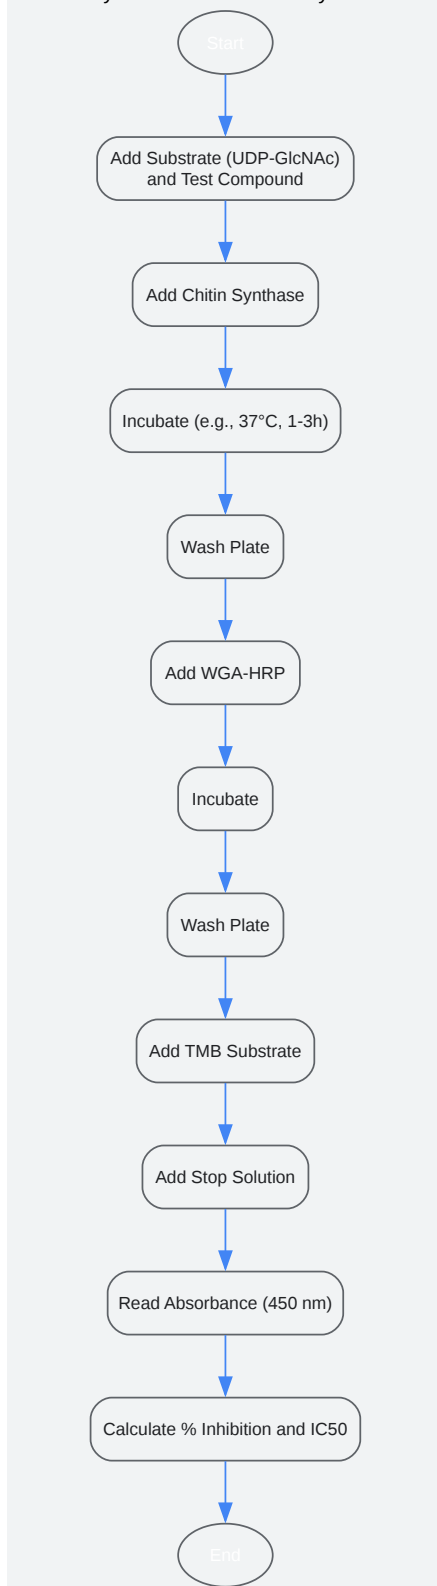 Start
Add Substrate (UDP-GlcNAc)
and Test Compound
Add Chitin Synthase
Incubate (e.g., 37°C, 1-3h)
Wash Plate
Add WGA-HRP
Incubate
Wash Plate
Add TMB Substrate
Add Stop Solution
Read Absorbance (450 nm)
Calculate % Inhibition and IC50
End